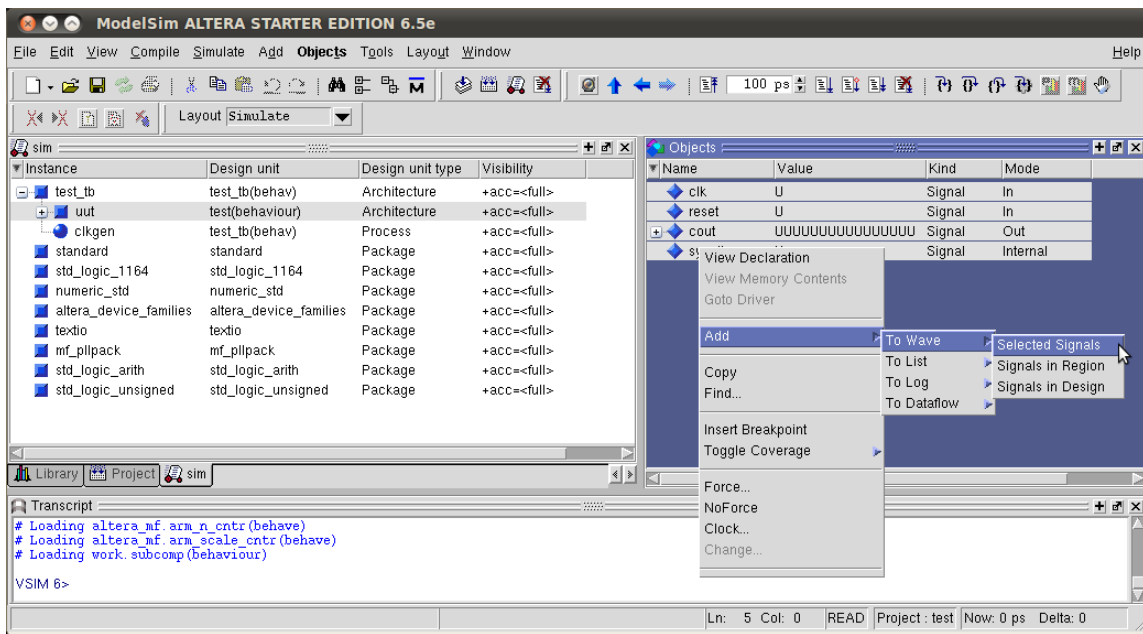 ModelSim ALTERA STARTER EDITION 6.5e
File Edit View Compile Simulate Add Objects Tools Layout Window Help
100 ps
Layout Simulate
sim
Instance Design unit Design unit type Visibility
test_tb test_tb(behav) Architecture +acc=<full>
uut test(behaviour) Architecture +acc=<full>
clkgen test_tb(behav) Process +acc=<full>
standard standard Package +acc=<full>
std_logic_1164 std_logic_1164 Package +acc=<full>
numeric_std numeric_std Package +acc=<full>
altera_device_families altera_device_families Package +acc=<full>
textio textio Package +acc=<full>
mf_pllpack mf_pllpack Package +acc=<full>
std_logic_arith std_logic_arith Package +acc=<full>
std_logic_unsigned std_logic_unsigned Package +acc=<full>
Library Project sim
Objects
Name Value Kind Mode
clk U Signal In
reset U Signal In
cout UUUUUUUUUUUUUUUU Signal Out
Signal Internal
View Declaration
View Memory Contents
Goto Driver
Add
Copy
Find...
Insert Breakpoint
Toggle Coverage
Force...
NoForce
Clock...
Change...
To Wave
To List
To Log
To Dataflow
Selected Signals
Signals in Region
Signals in Design
Transcript
# Loading altera_mf.arm_n_cntr(behave)
# Loading altera_mf.arm_scale_cntr(behave)
# Loading work.subcomp(behaviour)
VSIM 6>
Ln: 5 Col: 0 READ Project : test Now: 0 ps Delta: 0